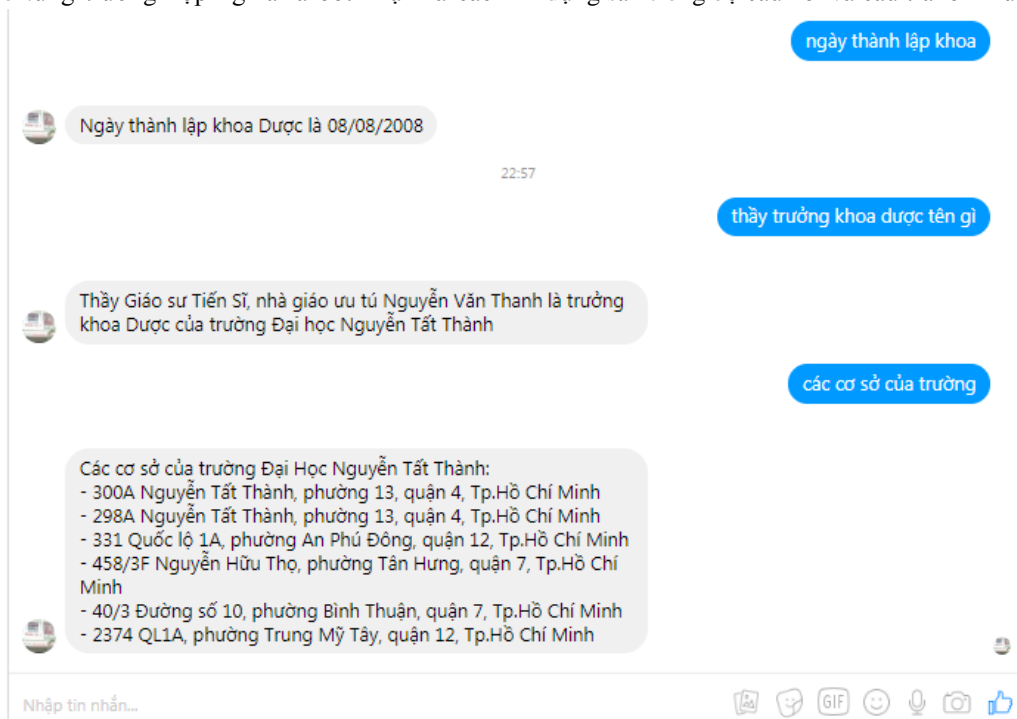 ngày thành lập khoa
Ngày thành lập khoa Dược là 08/08/2008
22:57
thầy trưởng khoa dược tên gì
Thầy Giáo sư Tiến Sĩ, nhà giáo ưu tú Nguyễn Văn Thanh là trưởng
khoa Dược của trường Đại học Nguyễn Tất Thành
các cơ sở của trường
Các cơ sở của trường Đại Học Nguyễn Tất Thành:
- 300A Nguyễn Tất Thành, phường 13, quận 4, Tp.Hồ Chí Minh
- 298A Nguyễn Tất Thành, phường 13, quận 4, Tp.Hồ Chí Minh
- 331 Quốc lộ 1A, phường An Phú Đông, quận 12, Tp.Hồ Chí Minh
- 458/3F Nguyễn Hữu Thọ, phường Tân Hưng, quận 7, Tp.Hồ Chí
Minh
- 40/3 Đường số 10, phường Bình Thuận, quận 7, Tp.Hồ Chí Minh
- 2374 QL1A, phường Trung Mỹ Tây, quận 12, Tp.Hồ Chí Minh
Nhập tin nhắn...
GIF